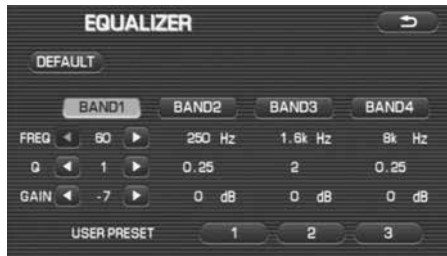 EQUALIZER
DEFAULT
BAND1 BAND2 BAND3 BAND4
FREQ 60 250 Hz 1.6k Hz 8k Hz
Q 1 0.25 2 0.25
GAIN -7 0 dB 0 dB 0 dB
USER PRESET 1 2 3